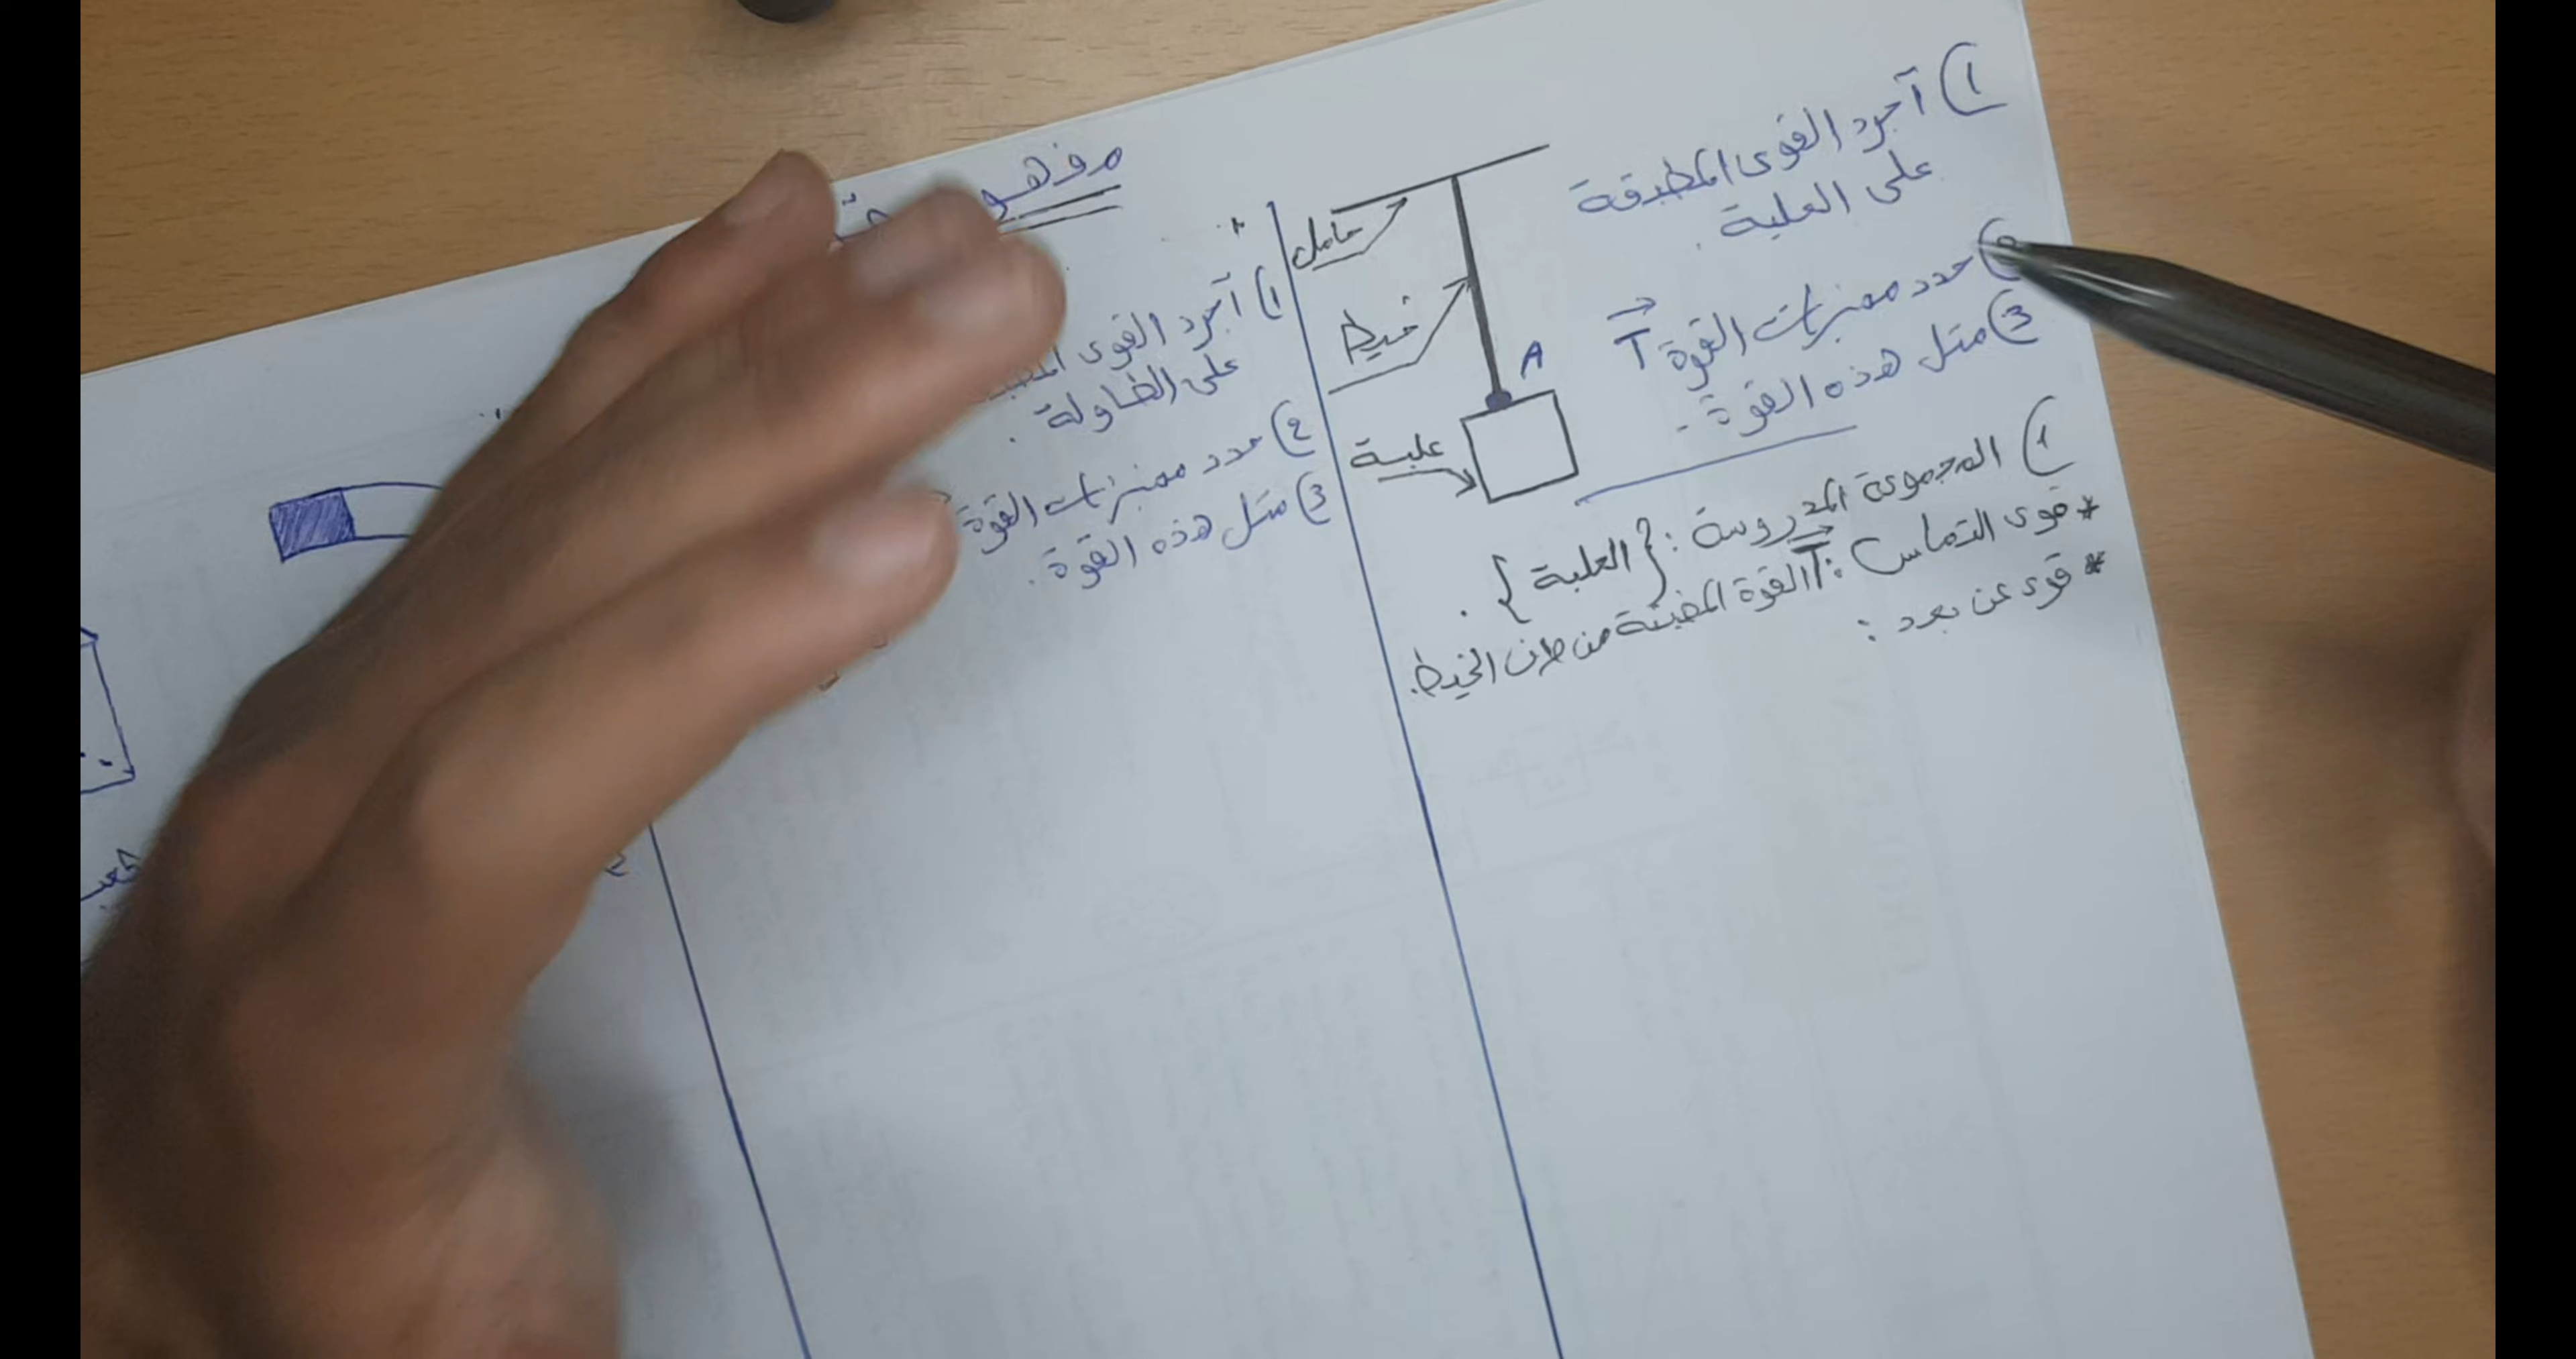 1) آجرد القوى المطبقة
على العلبة.
2) حدد مميزات القوة T
3) مثل هذه القوة.
حامل
خيط
A
علبة
1) المجموعة المدروسة: {العلبة}.
* قوى التماس: T القوة المطبقة من طرف الخيط.
* قوى عن بعد:
1) آجرد القوى
على الطاولة.
2) حدد مميزات القوة
3) مثل هذه القوة.